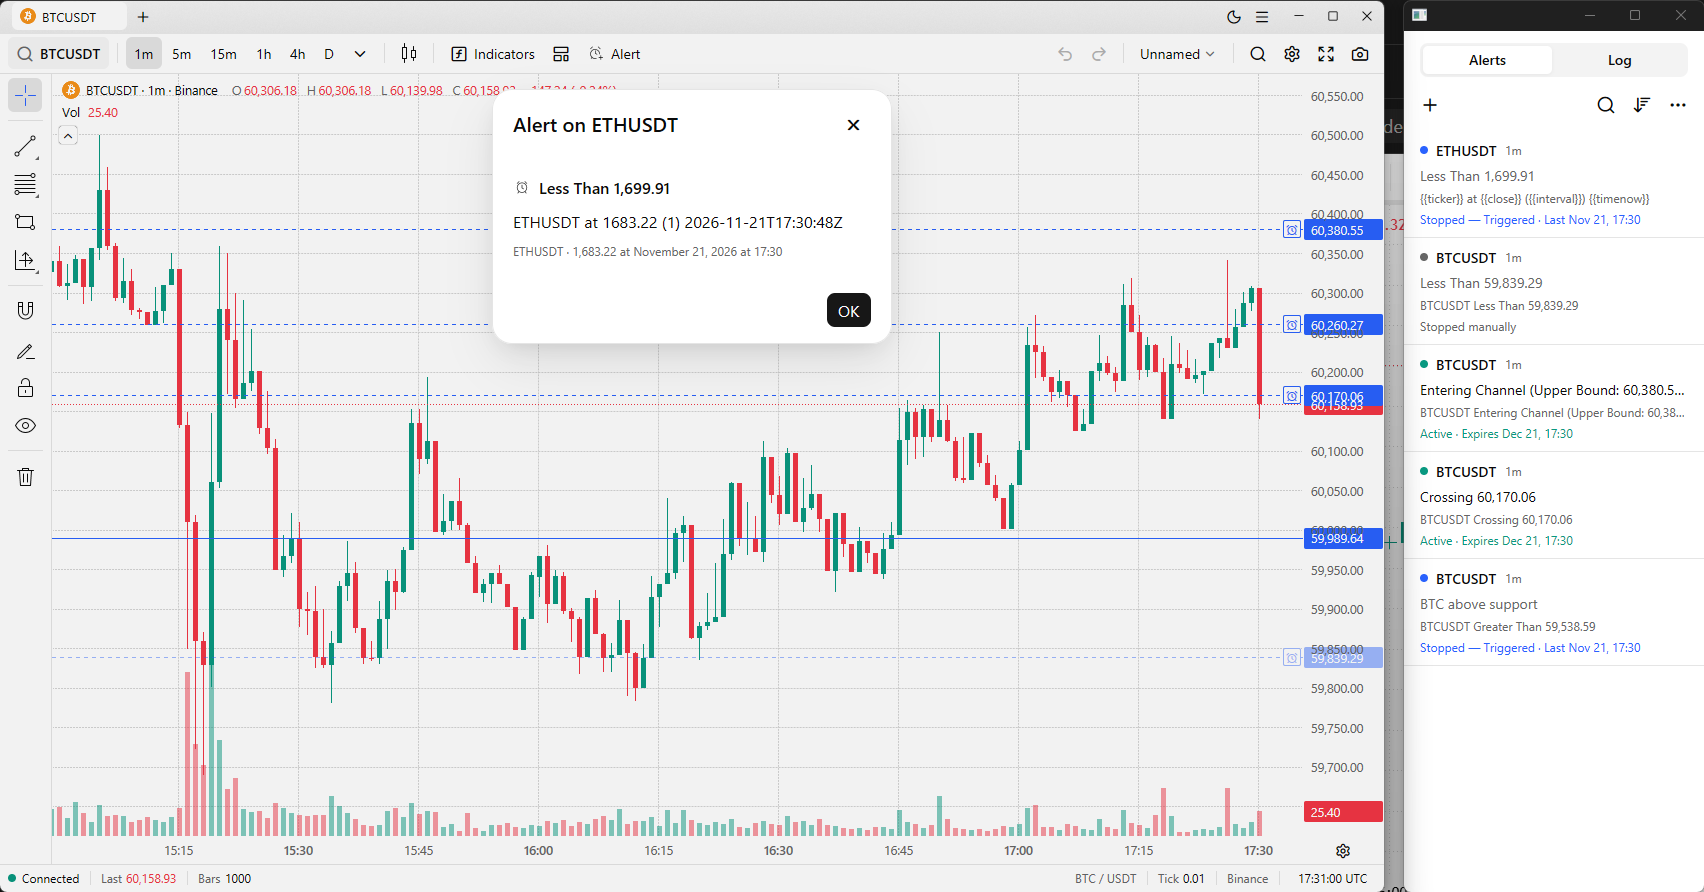 BTCUSDT
BTCUSDT 1m 5m 15m 1h 4h D Indicators Alert Unnamed
BTCUSDT · 1m · Binance O 60,306.18 H 60,306.18 L 60,139.98 C 60,158.93
Vol 25.40
Alert on ETHUSDT
Less Than 1,699.91
ETHUSDT at 1683.22 (1) 2026-11-21T17:30:48Z
ETHUSDT · 1,683.22 at November 21, 2026 at 17:30
OK
60,550.00
60,500.00
60,450.00
60,400.00
60,380.55
60,350.00
60,300.00
60,260.27
60,200.00
60,170.06
60,158.93
60,100.00
60,050.00
59,989.64
59,950.00
59,900.00
59,850.00
59,839.29
59,800.00
59,750.00
59,700.00
25.40
15:15 15:30 15:45 16:00 16:15 16:30 16:45 17:00 17:15 17:30
Connected Last 60,158.93 Bars 1000 BTC / USDT Tick 0.01 Binance 17:31:00 UTC
Alerts Log
ETHUSDT 1m
Less Than 1,699.91
{{ticker}} at {{close}} ({{interval}}) {{timenow}}
Stopped — Triggered · Last Nov 21, 17:30
BTCUSDT 1m
Less Than 59,839.29
BTCUSDT Less Than 59,839.29
Stopped manually
BTCUSDT 1m
Entering Channel (Upper Bound: 60,380.5...
BTCUSDT Entering Channel (Upper Bound: 60,38...
Active · Expires Dec 21, 17:30
BTCUSDT 1m
Crossing 60,170.06
BTCUSDT Crossing 60,170.06
Active · Expires Dec 21, 17:30
BTCUSDT 1m
BTC above support
BTCUSDT Greater Than 59,538.59
Stopped — Triggered · Last Nov 21, 17:30